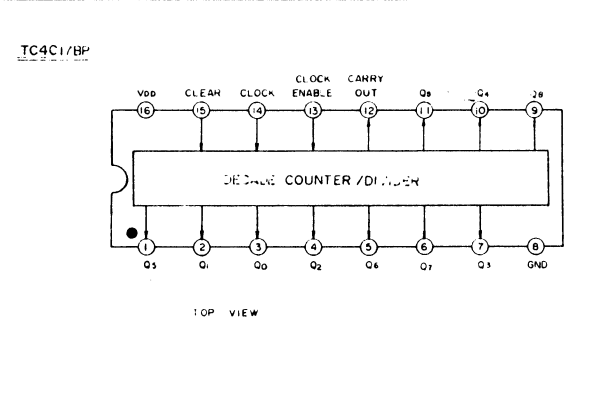 TC4C17BP
CLOCK CARRY
VDD CLEAR CLOCK ENABLE OUT Q9 Q4 Q8
16 15 14 13 12 11 10 9
DECADE COUNTER /DIVIDER
1 2 3 4 5 6 7 8
Q5 Q1 Q0 Q2 Q6 Q7 Q3 GND
TOP VIEW